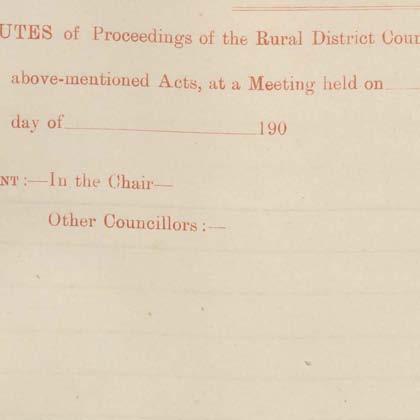 UTES of Proceedings of the Rural District Coun
above-mentioned Acts, at a Meeting held on
day of 190
NT:—In the Chair—
Other Councillors:—